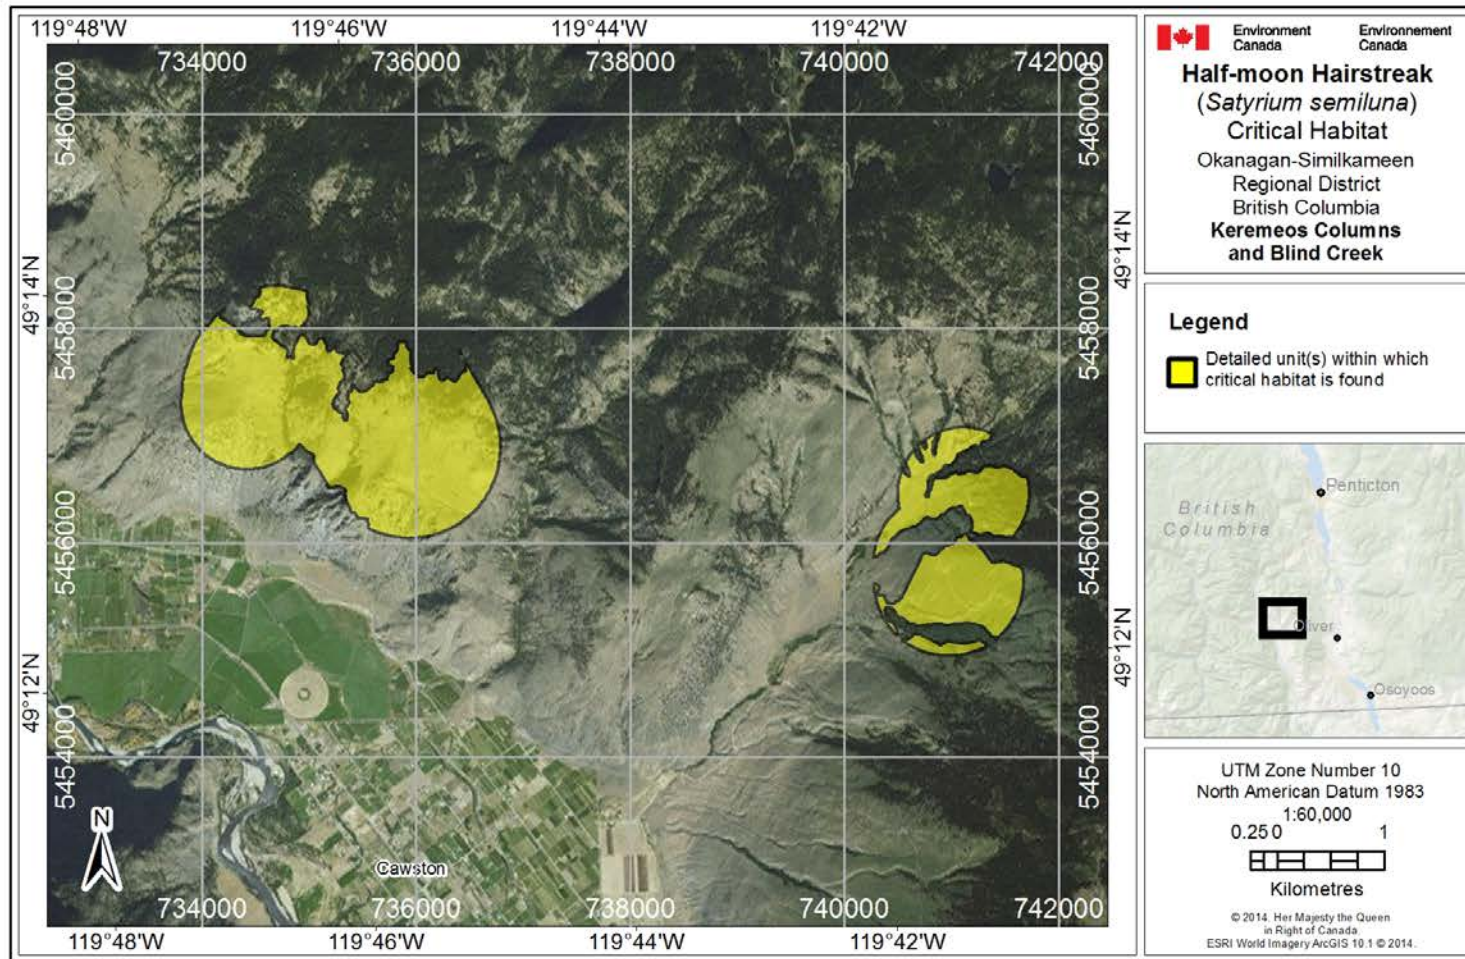 119°48'W
119°46'W
119°44'W
119°42'W
734000
736000
738000
740000
742000
5460000
5460000
49°14'N
49°14'N
5458000
5458000
5456000
5456000
49°12'N
49°12'N
5454000
5454000
N
Cawston
734000
736000
738000
740000
742000
119°48'W
119°46'W
119°44'W
119°42'W
Environment Environnement
Canada Canada
Half-moon Hairstreak
(Satyrium semiluna)
Critical Habitat
Okanagan-Similkameen
Regional District
British Columbia
Keremeos Columns
and Blind Creek
Legend
Detailed unit(s) within which
critical habitat is found
Penticton
British
Columbia
Oliver
Osoyoos
UTM Zone Number 10
North American Datum 1983
1:60,000
0.25 0 1
Kilometres
© 2014. Her Majesty the Queen
in Right of Canada
ESRI World Imagery ArcGIS 10.1 © 2014.